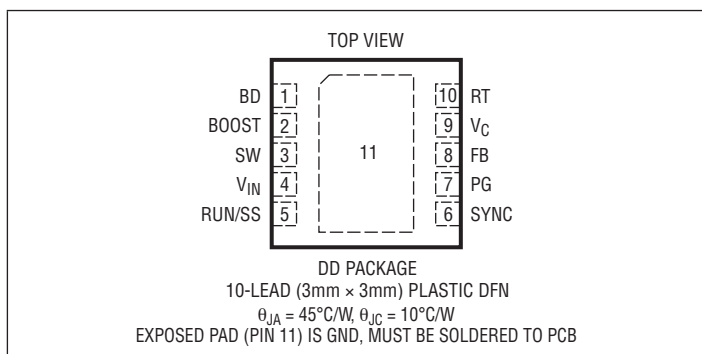 TOP VIEW
BD 1 10 RT
BOOST 2 9 VC
SW 3 11 8 FB
VIN 4 7 PG
RUN/SS 5 6 SYNC
DD PACKAGE
10-LEAD (3mm × 3mm) PLASTIC DFN
θJA = 45°C/W, θJC = 10°C/W
EXPOSED PAD (PIN 11) IS GND, MUST BE SOLDERED TO PCB